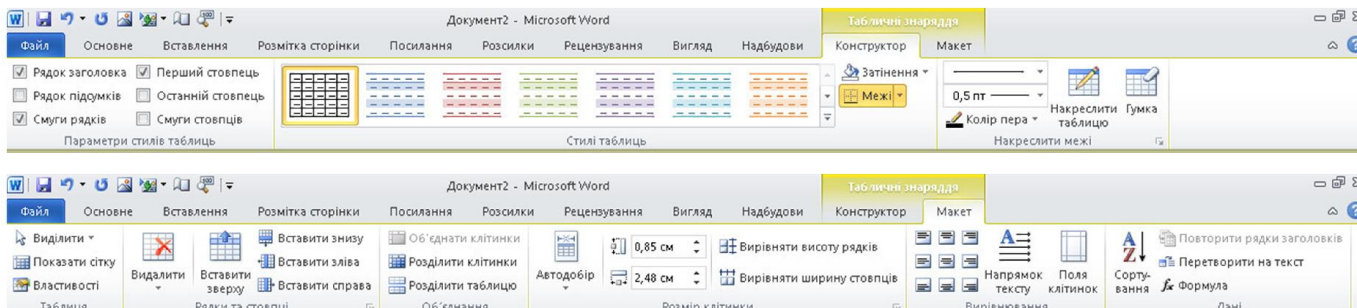 Документ2 - Microsoft Word
Табличні знаряддя
Файл Основне Вставлення Розмітка сторінки Посилання Розсилки Рецензування Вигляд Надбудови Конструктор Макет
Рядок заголовка Перший стовпець
Рядок підсумків Останній стовпець
Смуги рядків Смуги стовпців
Параметри стилів таблиць
Стилі таблиць
Затінення
Межі
0,5 пт
Колір пера
Накреслити таблицю
Гумка
Накреслити межі
Документ2 - Microsoft Word
Табличні знаряддя
Файл Основне Вставлення Розмітка сторінки Посилання Розсилки Рецензування Вигляд Надбудови Конструктор Макет
Виділити
Показати сітку
Властивості
Таблиця
Видалити
Вставити зверху
Вставити знизу
Вставити зліва
Вставити справа
Рядки та стовпці
Об'єднати клітинки
Розділити клітинки
Розділити таблицю
Об'єднання
Автодобір
0,85 см
2,48 см
Вирівняти висоту рядків
Вирівняти ширину стовпців
Розмір клітинки
Напрямок тексту
Поля клітинок
Вирівнювання
Сорту-
вання
Повторити рядки заголовків
Перетворити на текст
Формула
Дані